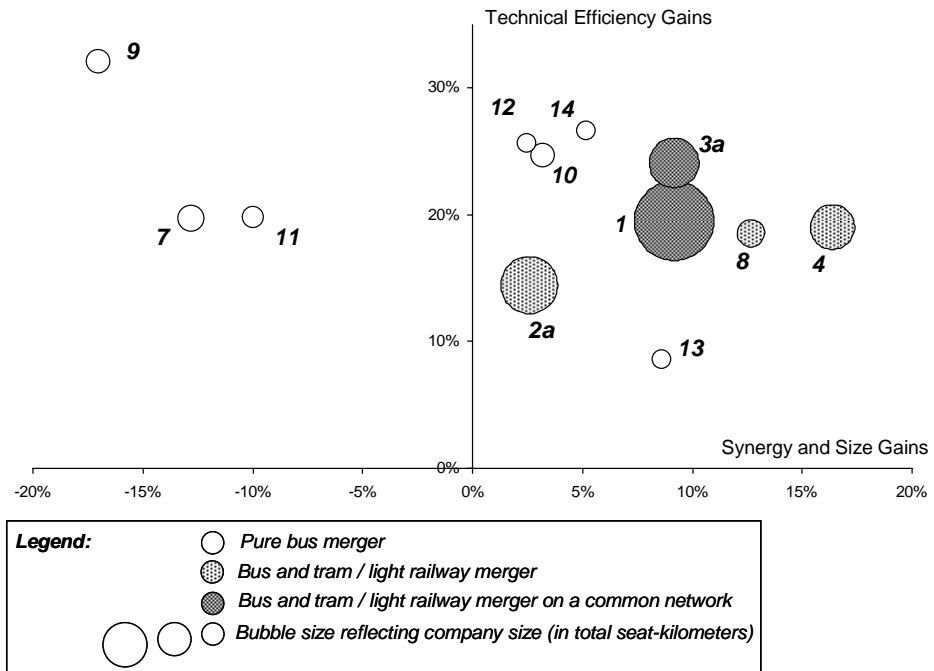 Technical Efficiency Gains
9
30%
12
14
3a
10
20%
7
11
1
8
4
2a
10%
13
Synergy and Size Gains
0%
-20%
-15%
-10%
-5%
0%
5%
10%
15%
20%
Legend:
Pure bus merger
Bus and tram / light railway merger
Bus and tram / light railway merger on a common network
Bubble size reflecting company size (in total seat-kilometers)